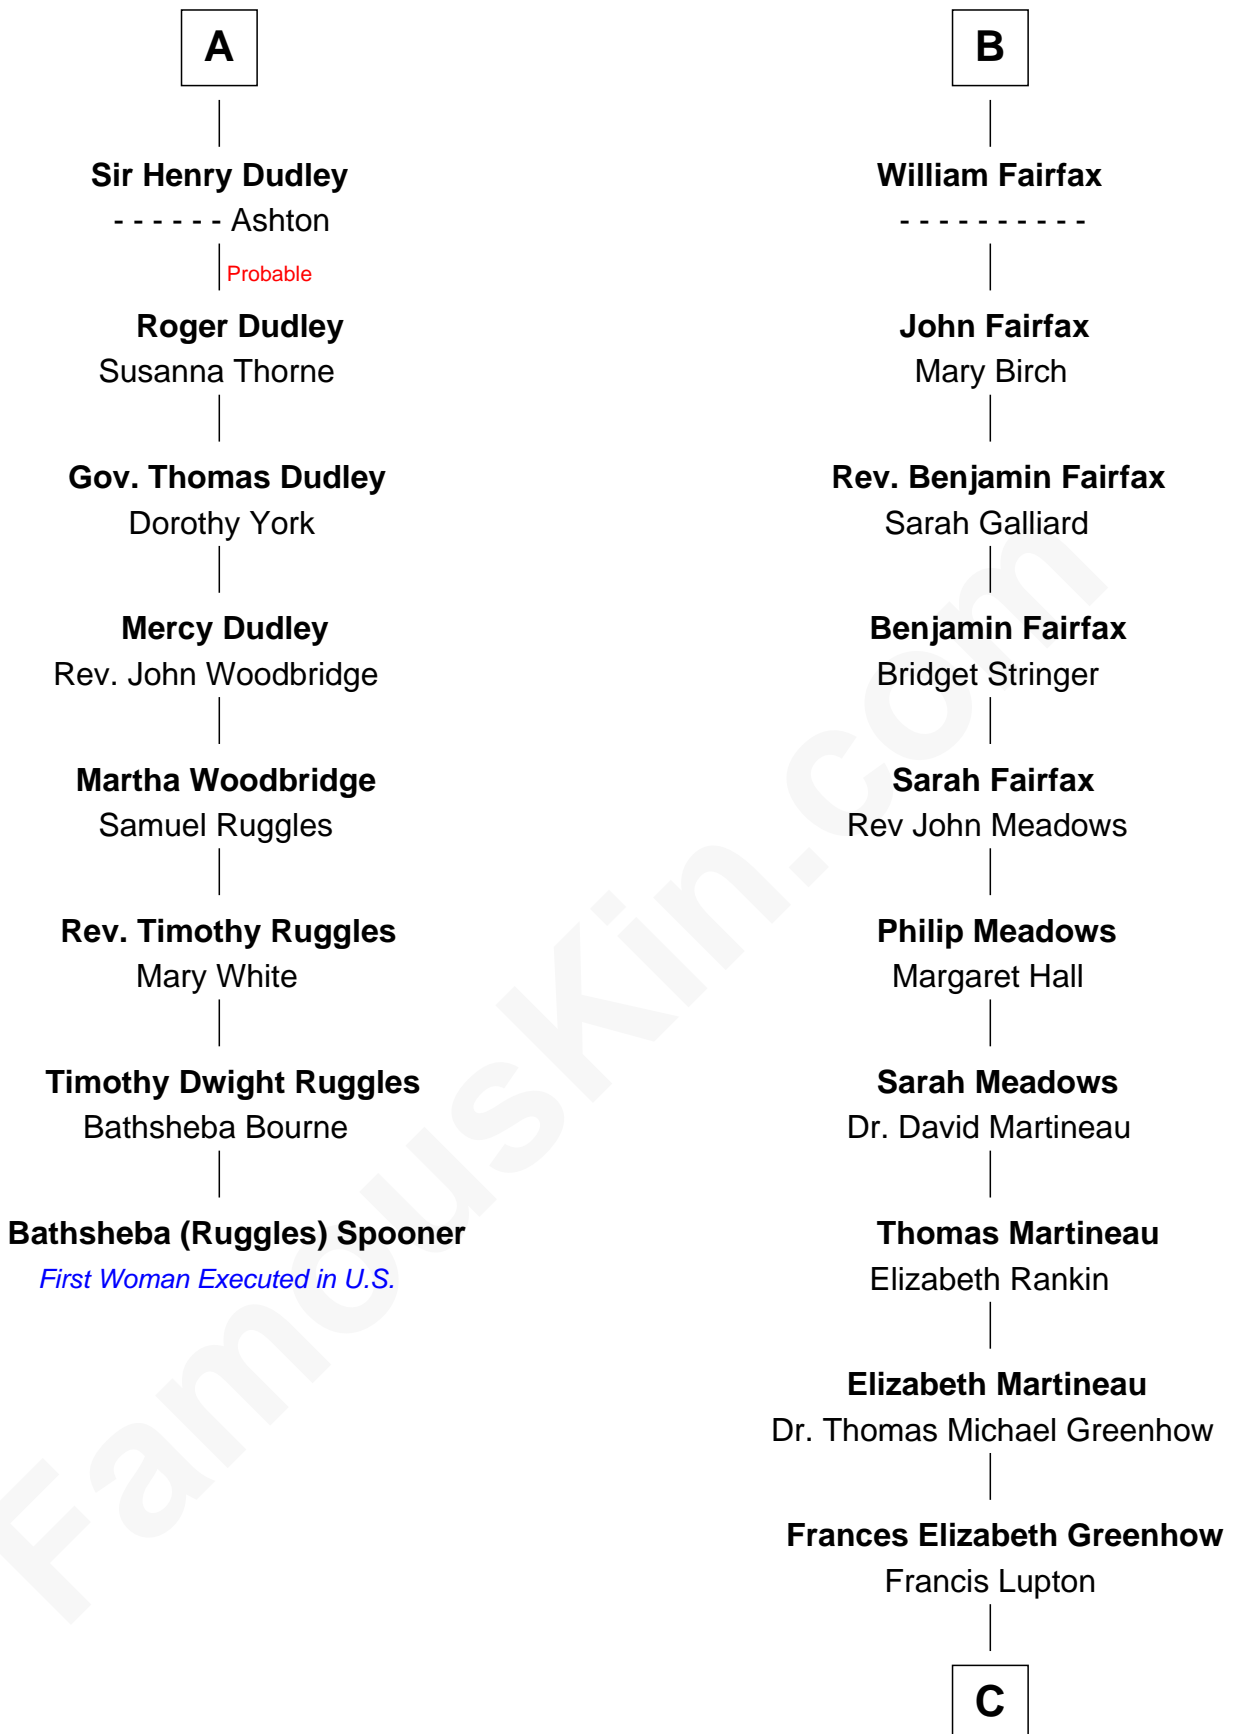 A
Sir Henry Dudley
- - - - - - Ashton
Probable
Roger Dudley
Susanna Thorne
Gov. Thomas Dudley
Dorothy York
Mercy Dudley
Rev. John Woodbridge
Martha Woodbridge
Samuel Ruggles
Rev. Timothy Ruggles
Mary White
Timothy Dwight Ruggles
Bathsheba Bourne
Bathsheba (Ruggles) Spooner
First Woman Executed in U.S.
B
William Fairfax
- - - - - - - - - -
John Fairfax
Mary Birch
Rev. Benjamin Fairfax
Sarah Galliard
Benjamin Fairfax
Bridget Stringer
Sarah Fairfax
Rev John Meadows
Philip Meadows
Margaret Hall
Sarah Meadows
Dr. David Martineau
Thomas Martineau
Elizabeth Rankin
Elizabeth Martineau
Dr. Thomas Michael Greenhow
Frances Elizabeth Greenhow
Francis Lupton
C
FamousKin.com